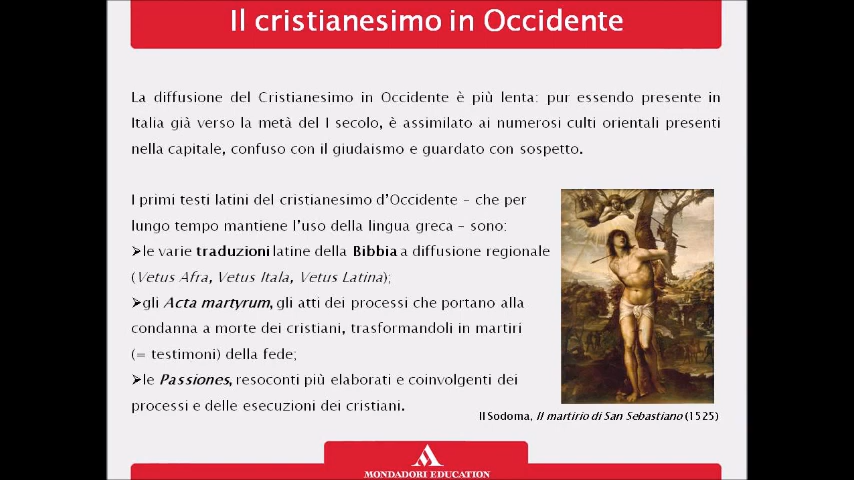 Il cristianesimo in Occidente
La diffusione del Cristianesimo in Occidente è più lenta: pur essendo presente in
Italia già verso la metà del I secolo, è assimilato ai numerosi culti orientali presenti
nella capitale, confuso con il giudaismo e guardato con sospetto.
I primi testi latini del cristianesimo d'Occidente – che per
lungo tempo mantiene l'uso della lingua greca – sono:
➢le varie traduzioni latine della Bibbia a diffusione regionale
(Vetus Afra, Vetus Itala, Vetus Latina);
➢gli Acta martyrum, gli atti dei processi che portano alla
condanna a morte dei cristiani, trasformandoli in martiri
(= testimoni) della fede;
➢le Passiones, resoconti più elaborati e coinvolgenti dei
processi e delle esecuzioni dei cristiani.
Il Sodoma, Il martirio di San Sebastiano (1525)
MONDADORI EDUCATION